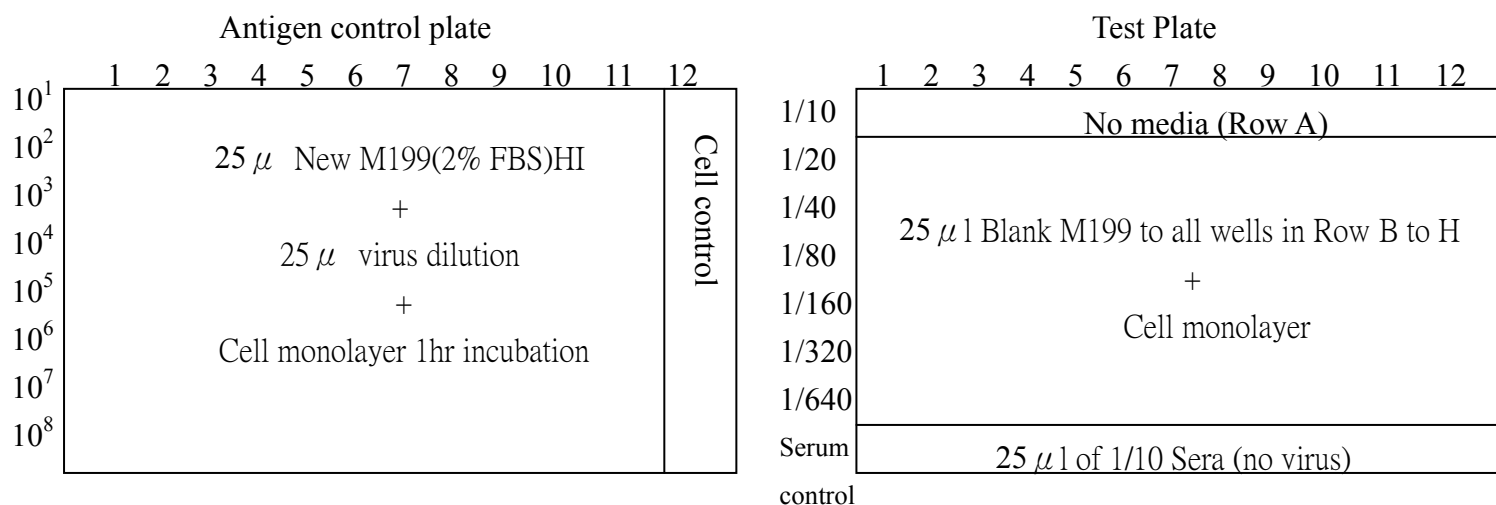 Antigen control plate
1 2 3 4 5 6 7 8 9 10 11 12
10¹
10²
10³
10⁴
10⁵
10⁶
10⁷
10⁸
25 μ New M199(2% FBS)HI
+
25 μ virus dilution
+
Cell monolayer 1hr incubation
Cell control
Test Plate
1 2 3 4 5 6 7 8 9 10 11 12
1/10
1/20
1/40
1/80
1/160
1/320
1/640
Serum
control
No media (Row A)
25 μl Blank M199 to all wells in Row B to H
+
Cell monolayer
25 μl of 1/10 Sera (no virus)